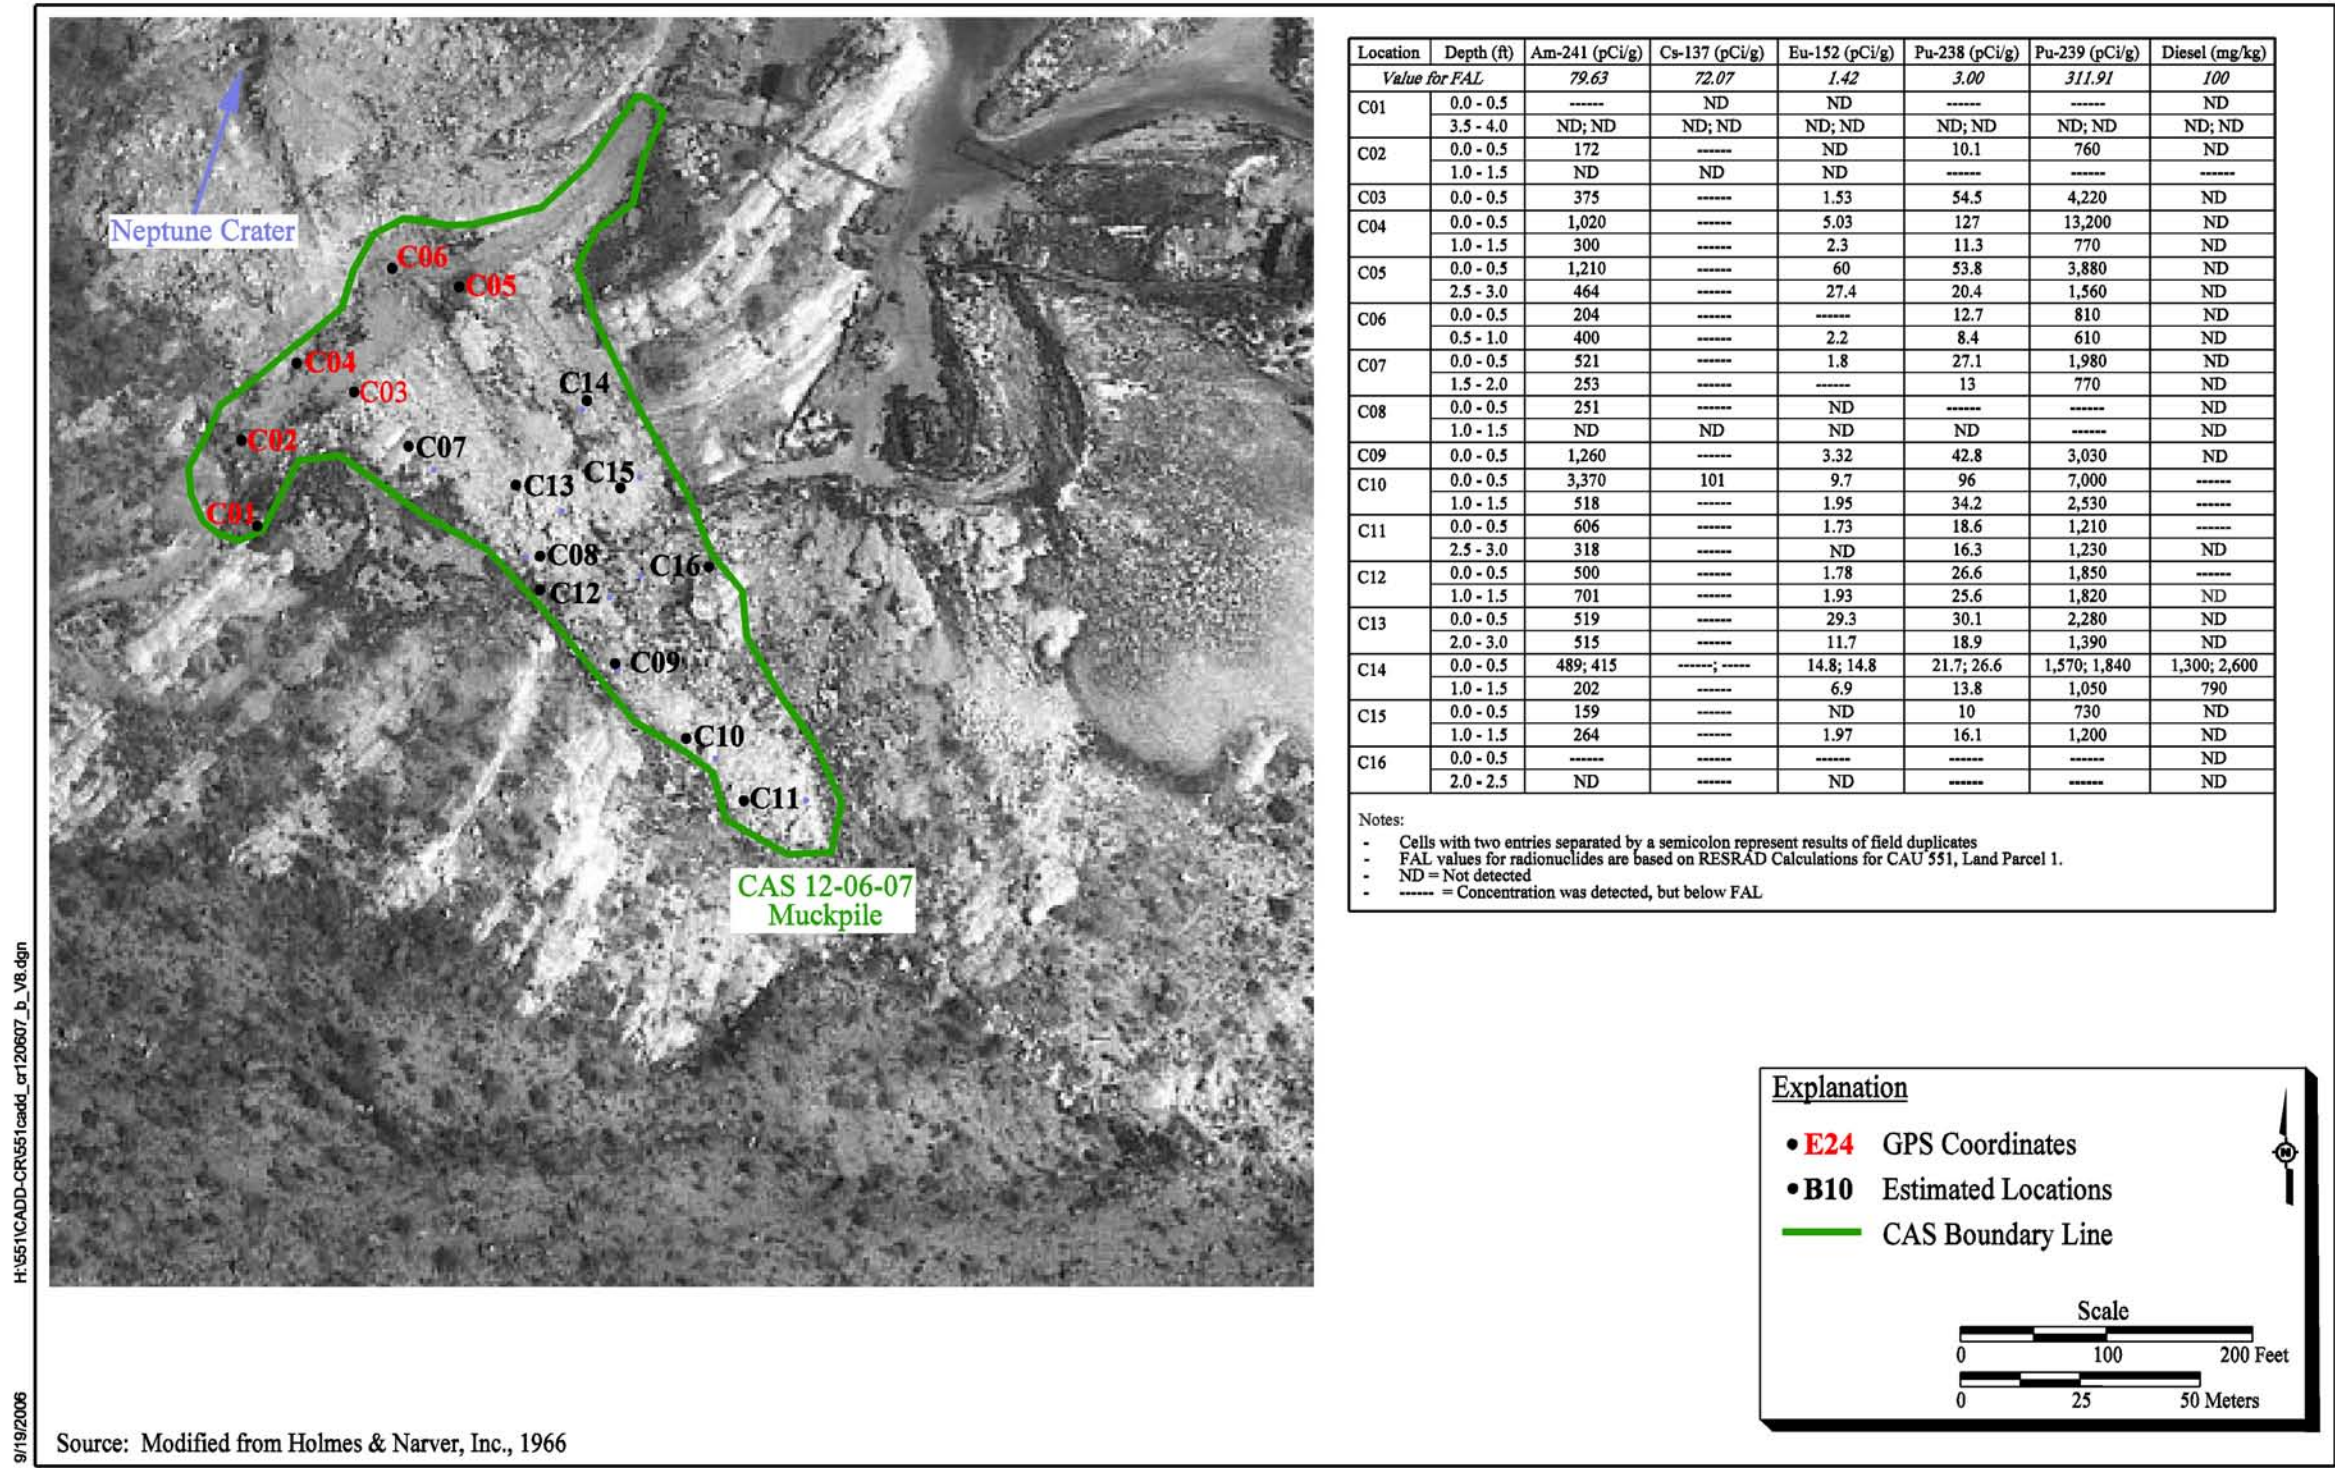 Neptune Crater
C06
C05
C04
C03
C14
C02
C07
C15
C13
C01
C08
C16
C12
C09
C10
C11
CAS 12-06-07
Muckpile
Location Depth (ft) Am-241 (pCi/g) Cs-137 (pCi/g) Eu-152 (pCi/g) Pu-238 (pCi/g) Pu-239 (pCi/g) Diesel (mg/kg)
Value for FAL 79.63 72.07 1.42 3.00 311.91 100
C01 0.0 - 0.5 ------ ND ND ------ ------ ND
3.5 - 4.0 ND; ND ND; ND ND; ND ND; ND ND; ND ND; ND
C02 0.0 - 0.5 172 ------ ND 10.1 760 ND
1.0 - 1.5 ND ND ND ------ ------ ------
C03 0.0 - 0.5 375 ------ 1.53 54.5 4,220 ND
C04 0.0 - 0.5 1,020 ------ 5.03 127 13,200 ND
1.0 - 1.5 300 ------ 2.3 11.3 770 ND
C05 0.0 - 0.5 1,210 ------ 60 53.8 3,880 ND
2.5 - 3.0 464 ------ 27.4 20.4 1,560 ND
C06 0.0 - 0.5 204 ------ ------ 12.7 810 ND
0.5 - 1.0 400 ------ 2.2 8.4 610 ND
C07 0.0 - 0.5 521 ------ 1.8 27.1 1,980 ND
1.5 - 2.0 253 ------ ------ 13 770 ND
C08 0.0 - 0.5 251 ------ ND ------ ------ ND
1.0 - 1.5 ND ND ND ND ------ ND
C09 0.0 - 0.5 1,260 ------ 3.32 42.8 3,030 ND
C10 0.0 - 0.5 3,370 101 9.7 96 7,000 ------
1.0 - 1.5 518 ------ 1.95 34.2 2,530 ------
C11 0.0 - 0.5 606 ------ 1.73 18.6 1,210 ------
2.5 - 3.0 318 ------ ND 16.3 1,230 ND
C12 0.0 - 0.5 500 ------ 1.78 26.6 1,850 ------
1.0 - 1.5 701 ------ 1.93 25.6 1,820 ND
C13 0.0 - 0.5 519 ------ 29.3 30.1 2,280 ND
2.0 - 3.0 515 ------ 11.7 18.9 1,390 ND
C14 0.0 - 0.5 489; 415 ------; ----- 14.8; 14.8 21.7; 26.6 1,570; 1,840 1,300; 2,600
1.0 - 1.5 202 ------ 6.9 13.8 1,050 790
C15 0.0 - 0.5 159 ------ ND 10 730 ND
1.0 - 1.5 264 ------ 1.97 16.1 1,200 ND
C16 0.0 - 0.5 ------ ------ ------ ------ ------ ND
2.0 - 2.5 ND ------ ND ------ ------ ND
Notes:
- Cells with two entries separated by a semicolon represent results of field duplicates
- FAL values for radionuclides are based on RESRAD Calculations for CAU 551, Land Parcel 1.
- ND = Not detected
- ------ = Concentration was detected, but below FAL
Explanation
• E24 GPS Coordinates
• B10 Estimated Locations
CAS Boundary Line
N
Scale
0 100 200 Feet
0 25 50 Meters
Source: Modified from Holmes & Narver, Inc., 1966
H:\551\CADD-CR\551cadd_cr120607_b_V8.dgn
9/19/2006